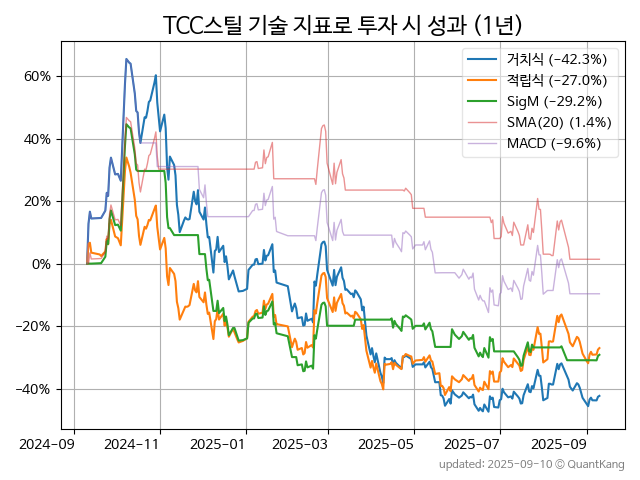 TCC스틸 기술 지표로 투자 시 성과 (1년)
거치식 (−42.3%)
적립식 (−27.0%)
SigM (−29.2%)
SMA(20) (1.4%)
MACD (−9.6%)
60%
40%
20%
0%
−20%
−40%
2024−09 2024−11 2025−01 2025−03 2025−05 2025−07 2025−09
updated: 2025-09-10 © QuantKang